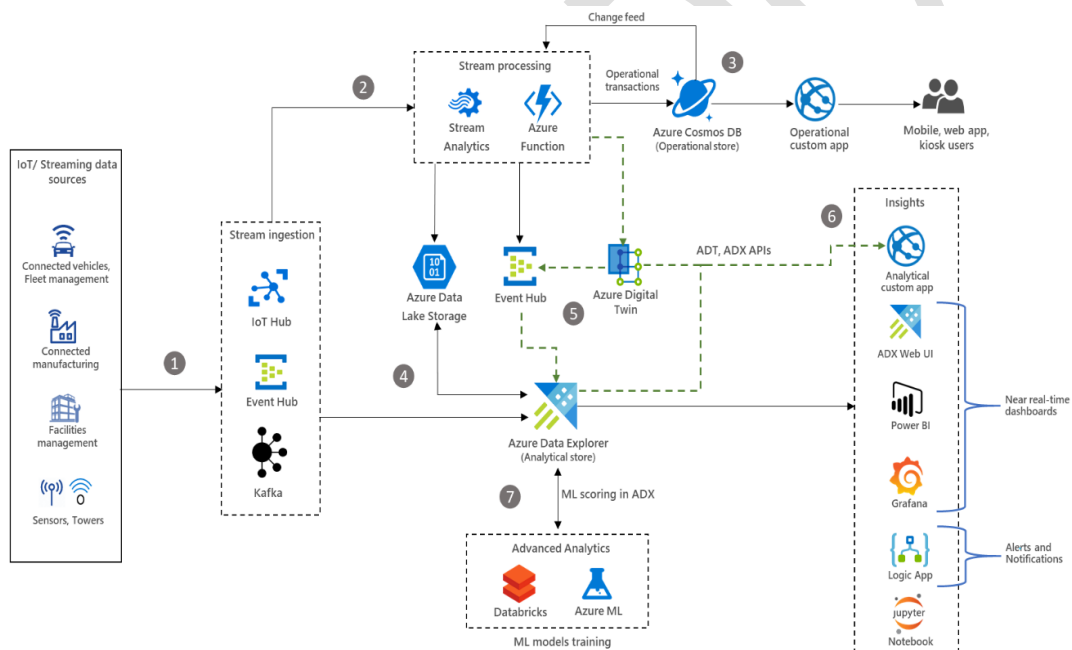 Change feed
Stream processing
2
Stream
Analytics
Azure
Function
Operational
transactions
3
Azure Cosmos DB
(Operational store)
Operational
custom app
Mobile, web app,
kiosk users
IoT/ Streaming data
sources
Connected vehicles,
Fleet management
Connected
manufacturing
Facilities
management
Sensors, Towers
1
Stream ingestion
IoT Hub
Event Hub
Kafka
10
01
Azure Data
Lake Storage
Event Hub
5
Azure Digital
Twin
ADT, ADX APIs
6
4
Azure Data Explorer
(Analytical store)
7
ML scoring in ADX
Advanced Analytics
Databricks
Azure ML
ML models training
Insights
Analytical
custom app
ADX Web UI
Power BI
Grafana
Near real-time
dashboards
Logic App
Alerts and
Notifications
jupyter
Notebook